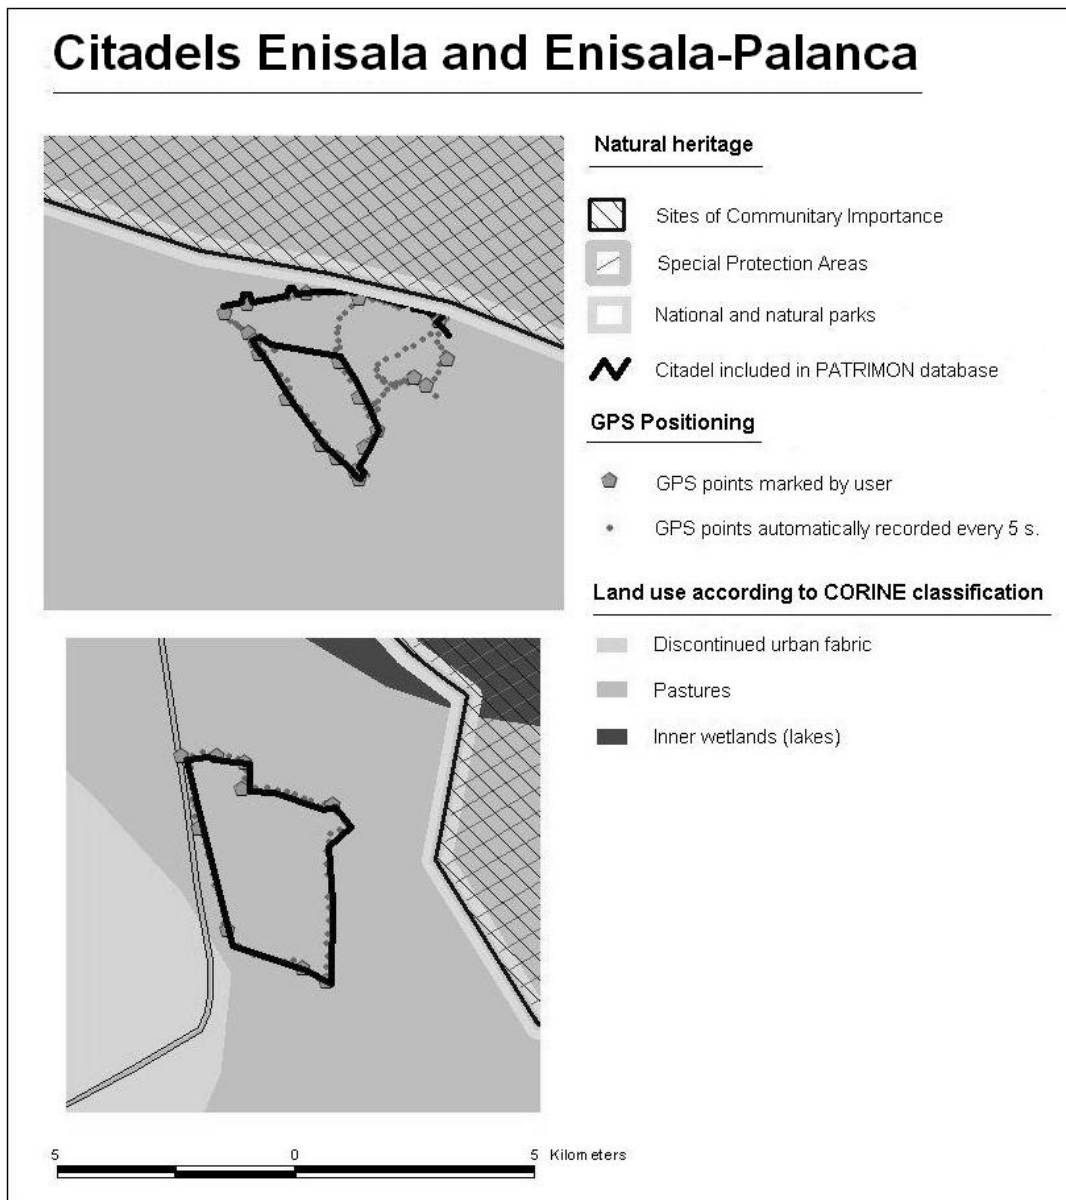 Citadels Enisala and Enisala-Palanca
Natural heritage
Sites of Communitary Importance
Special Protection Areas
National and natural parks
Citadel included in PATRIMON database
GPS Positioning
GPS points marked by user
GPS points automatically recorded every 5 s.
Land use according to CORINE classification
Discontinued urban fabric
Pastures
Inner wetlands (lakes)
5 0 5 Kilometers